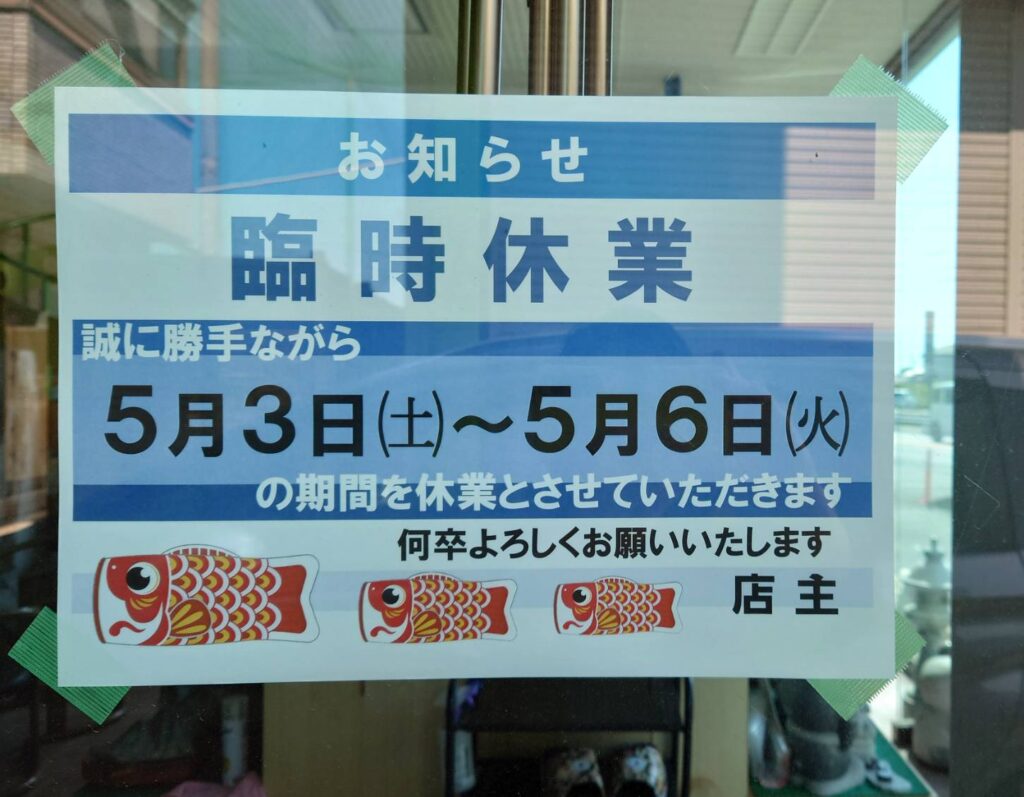 お知らせ
臨時休業
誠に勝手ながら
5月3日㈯～5月6日㈫
の期間を休業とさせていただきます
何卒よろしくお願いいたします
店主